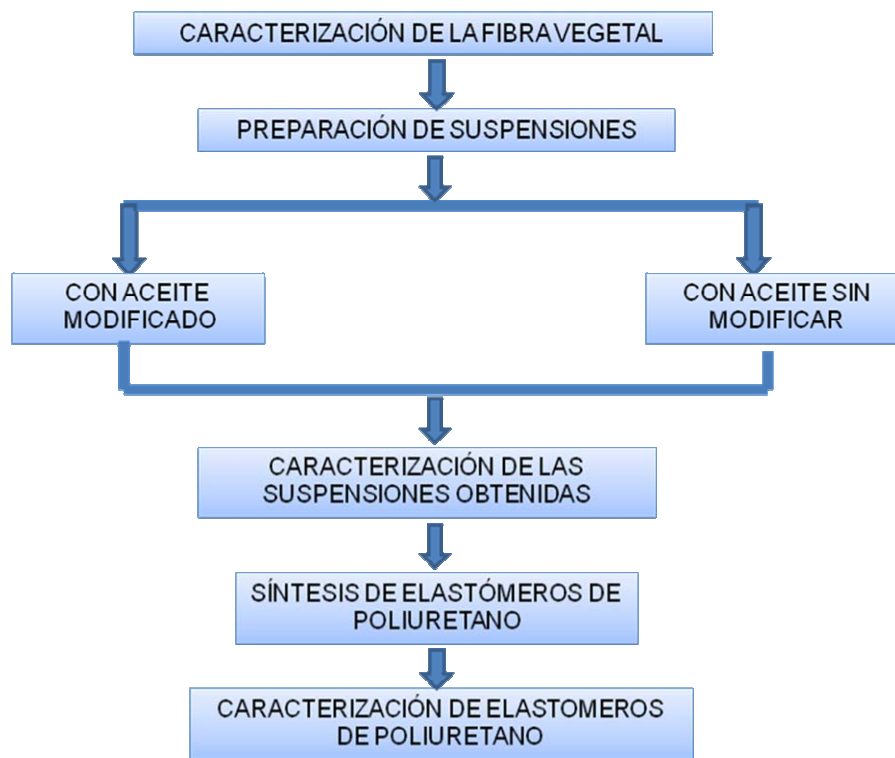 CARACTERIZACIÓN DE LA FIBRA VEGETAL
PREPARACIÓN DE SUSPENSIONES
CON ACEITE
MODIFICADO
CON ACEITE SIN
MODIFICAR
CARACTERIZACIÓN DE LAS
SUSPENSIONES OBTENIDAS
SÍNTESIS DE ELASTÓMEROS DE
POLIURETANO
CARACTERIZACIÓN DE ELASTOMEROS
DE POLIURETANO